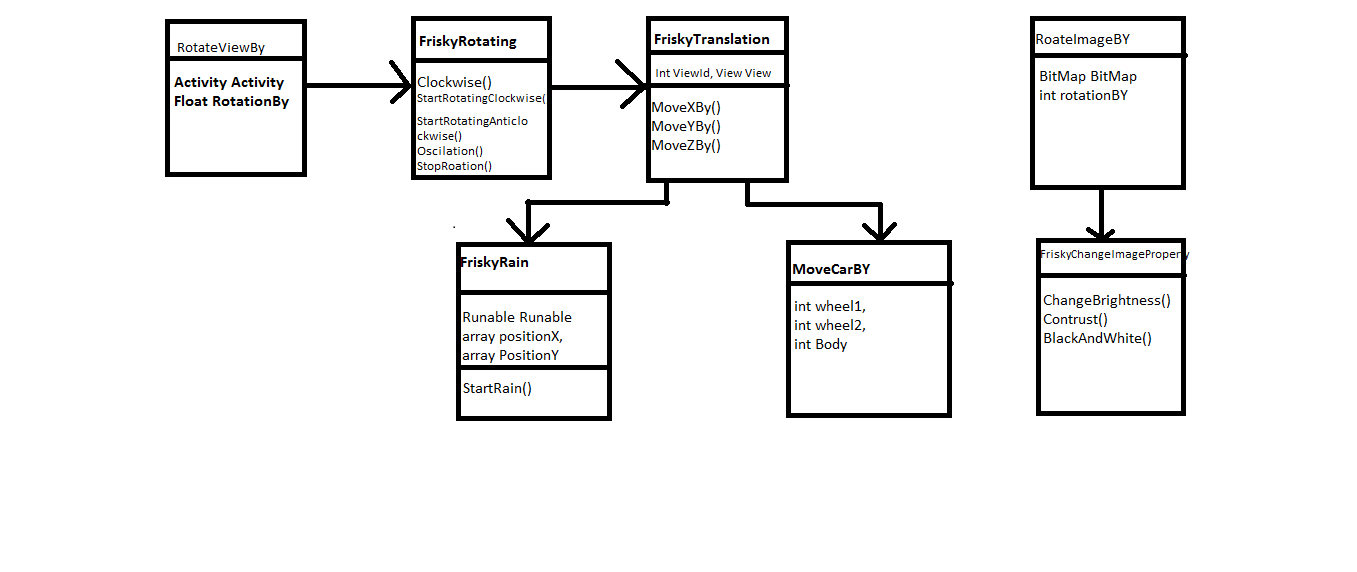 RotateViewBy
Activity Activity
Float RotationBy
FriskyRotating
Clockwise()
StartRotatingClockwise(
StartRotatingAnticlo
ckwise()
Oscilation()
StopRoation()
FriskyTranslation
Int ViewId, View View
MoveXBy()
MoveYBy()
MoveZBy()
RoateImageBY
BitMap BitMap
int rotationBY
FriskyRain
Runable Runable
array positionX,
array PositionY
StartRain()
MoveCarBY
int wheel1,
int wheel2,
int Body
FriskyChangeImageProperty
ChangeBrightness()
Contrust()
BlackAndWhite()